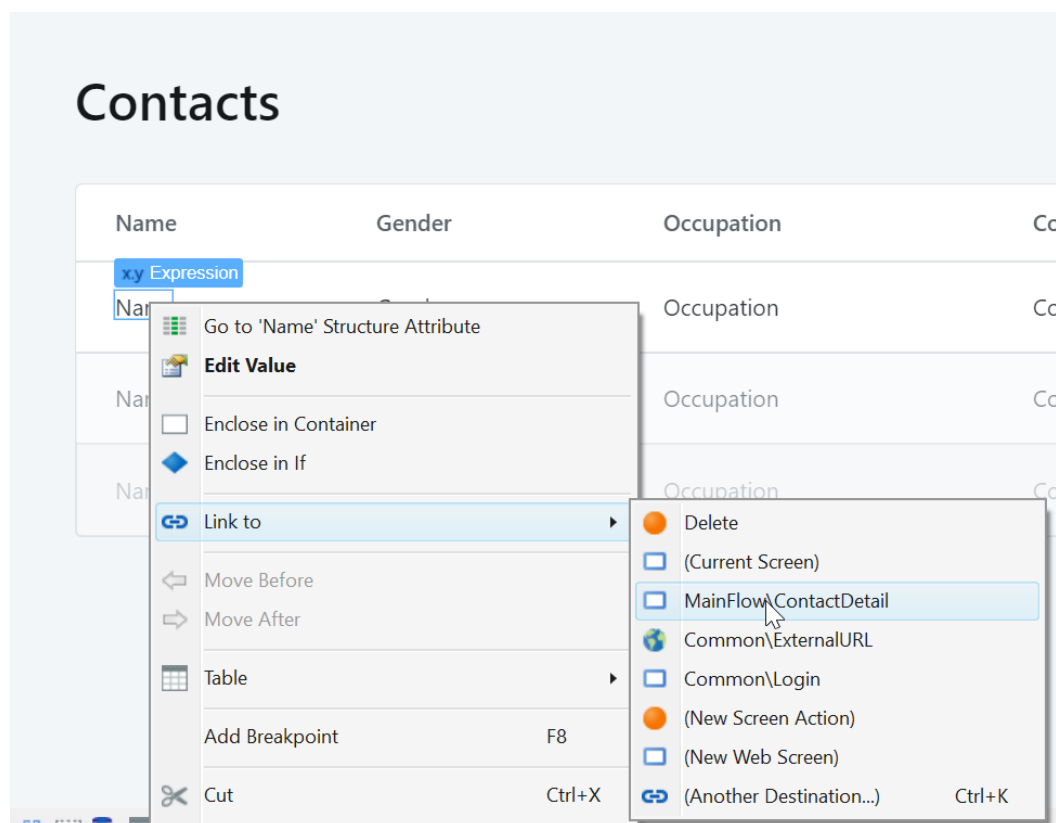 Contacts
Name Gender Occupation
x.y Expression
Occupation
Go to 'Name' Structure Attribute
Edit Value
Occupation
Enclose in Container
Enclose in If
Occupation
Link to
Delete
(Current Screen)
Move Before
MainFlow\ContactDetail
Move After
Common\ExternalURL
Table
Common\Login
(New Screen Action)
Add Breakpoint F8
(New Web Screen)
Cut Ctrl+X
(Another Destination...) Ctrl+K